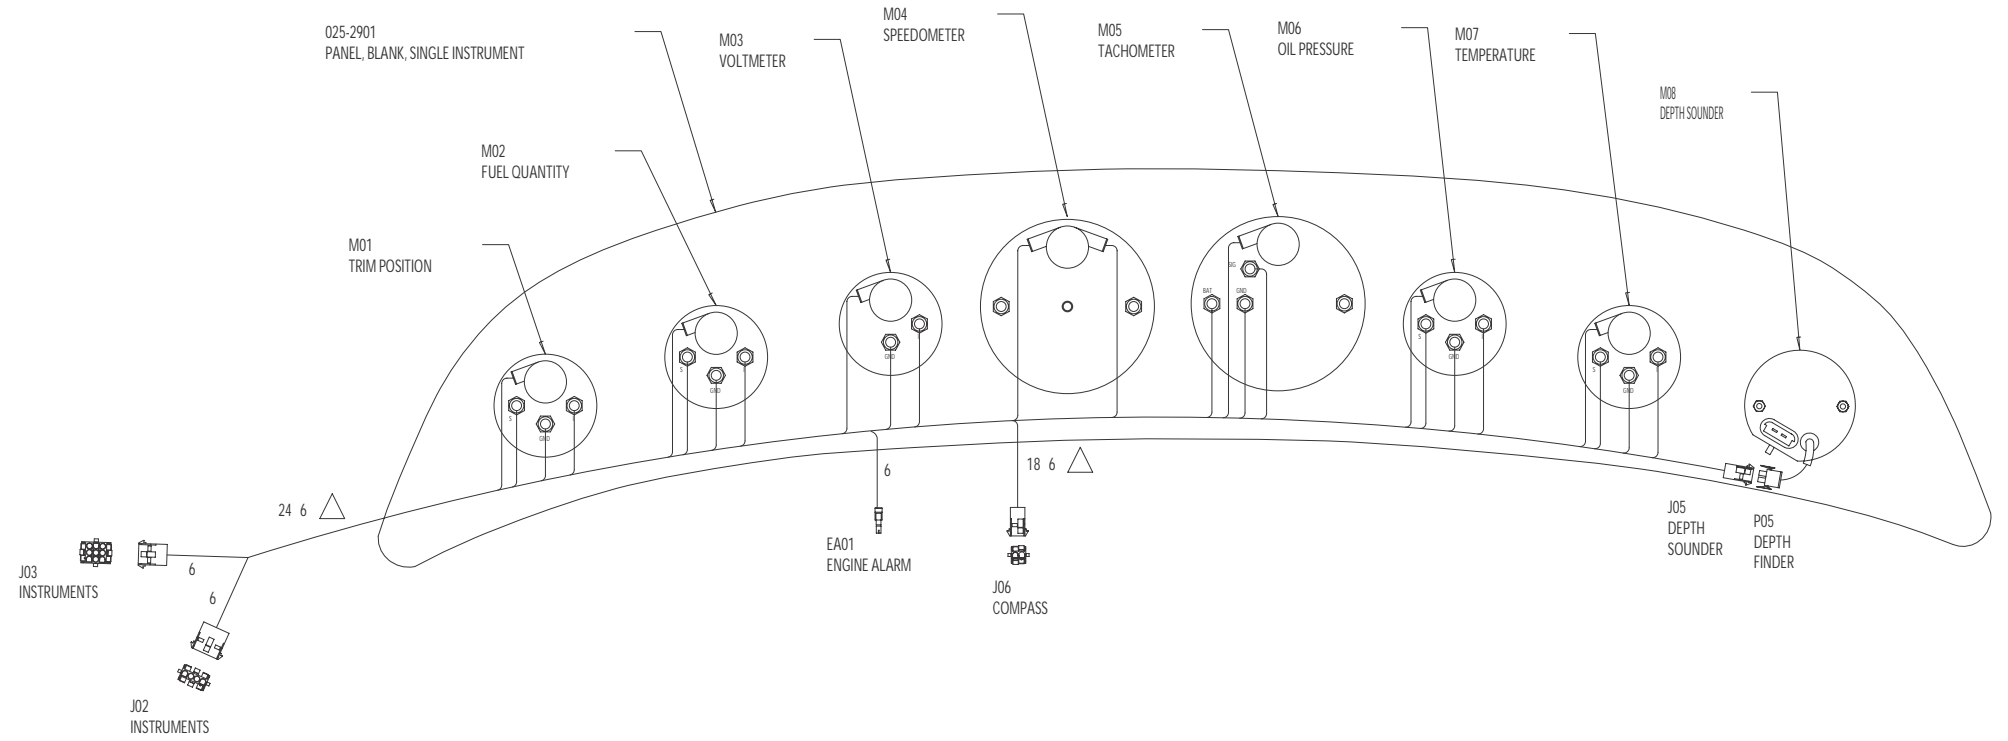 025-2901
PANEL, BLANK, SINGLE INSTRUMENT
M03
VOLTMETER
M04
SPEEDOMETER
M05
TACHOMETER
M06
OIL PRESSURE
M07
TEMPERATURE
M08
DEPTH SOUNDER
M02
FUEL QUANTITY
M01
TRIM POSITION
S
GND
I
S
GND
I
GND
I
SIG
BAT
GND
S
GND
I
S
GND
I
24 6
6
18 6
6
6
J03
INSTRUMENTS
J02
INSTRUMENTS
EA01
ENGINE ALARM
J06
COMPASS
J05
DEPTH
SOUNDER
P05
DEPTH
FINDER